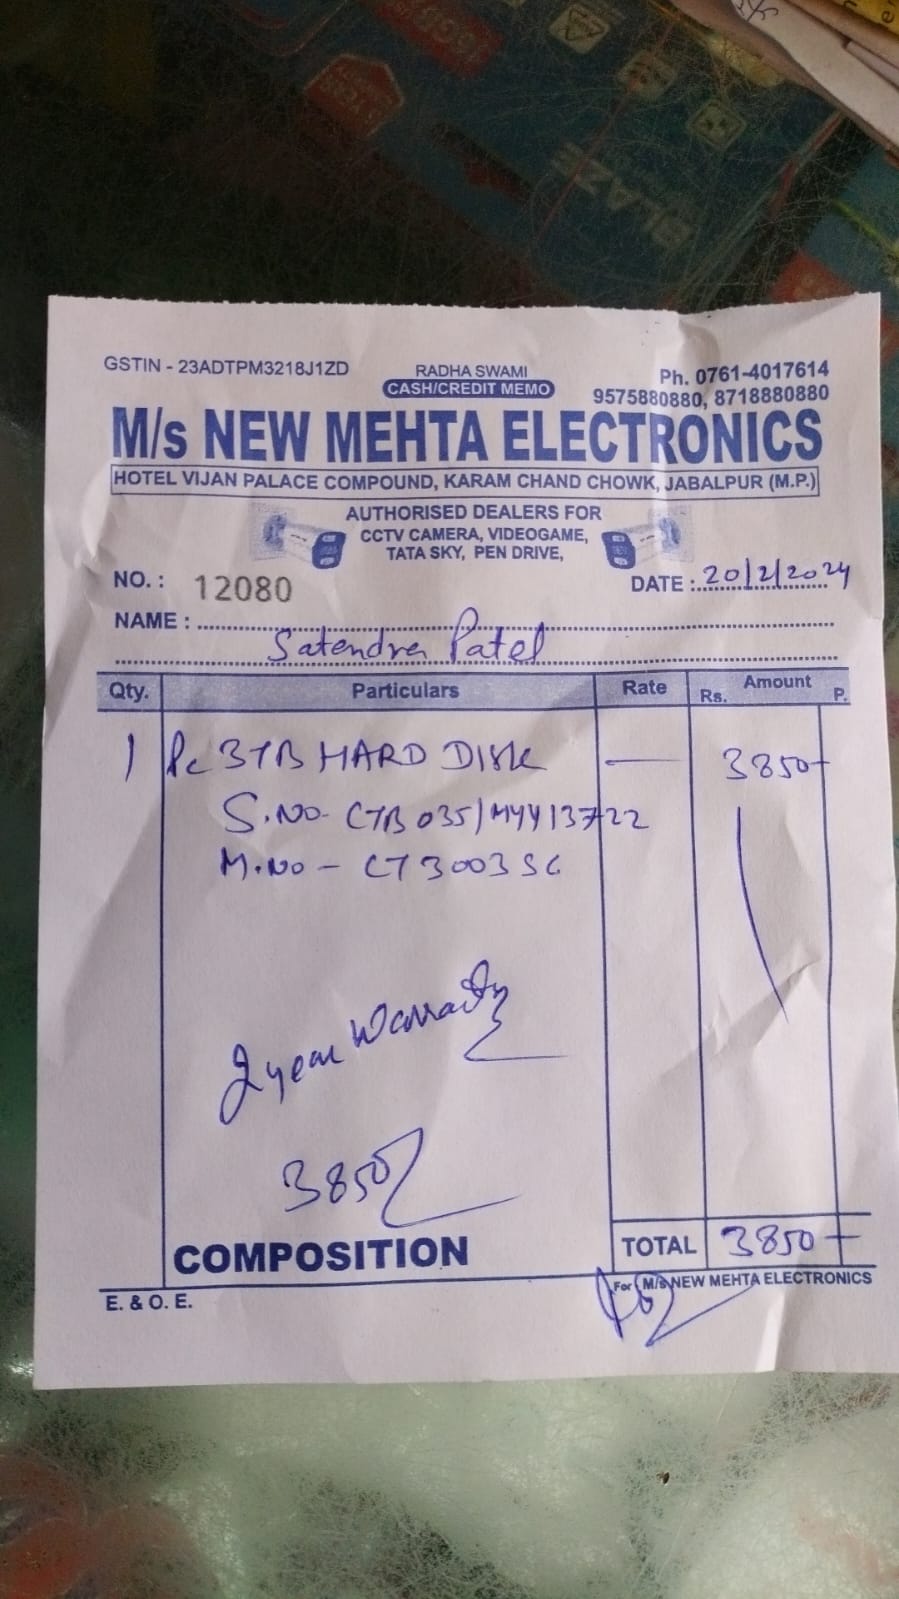 GSTIN - 23ADTPM3218J1ZD
RADHA SWAMI
CASH/CREDIT MEMO
Ph. 0761-4017614
9575880880, 8718880880
M/s NEW MEHTA ELECTRONICS
HOTEL VIJAN PALACE COMPOUND, KARAM CHAND CHOWK, JABALPUR (M.P.)
AUTHORISED DEALERS FOR
CCTV CAMERA, VIDEOGAME,
TATA SKY, PEN DRIVE,
NO. : 12080 DATE : 20/2/2024
NAME :
Satendra Patel
Qty. Particulars Rate Amount
Rs. P.
1 Pc 3TB HARD DISK — 3850
S.NO- CTB035/MYY13722
M.NO - CT3003SC
2 year Warranty
3850/
COMPOSITION TOTAL 3850
E. & O. E. For M/s NEW MEHTA ELECTRONICS